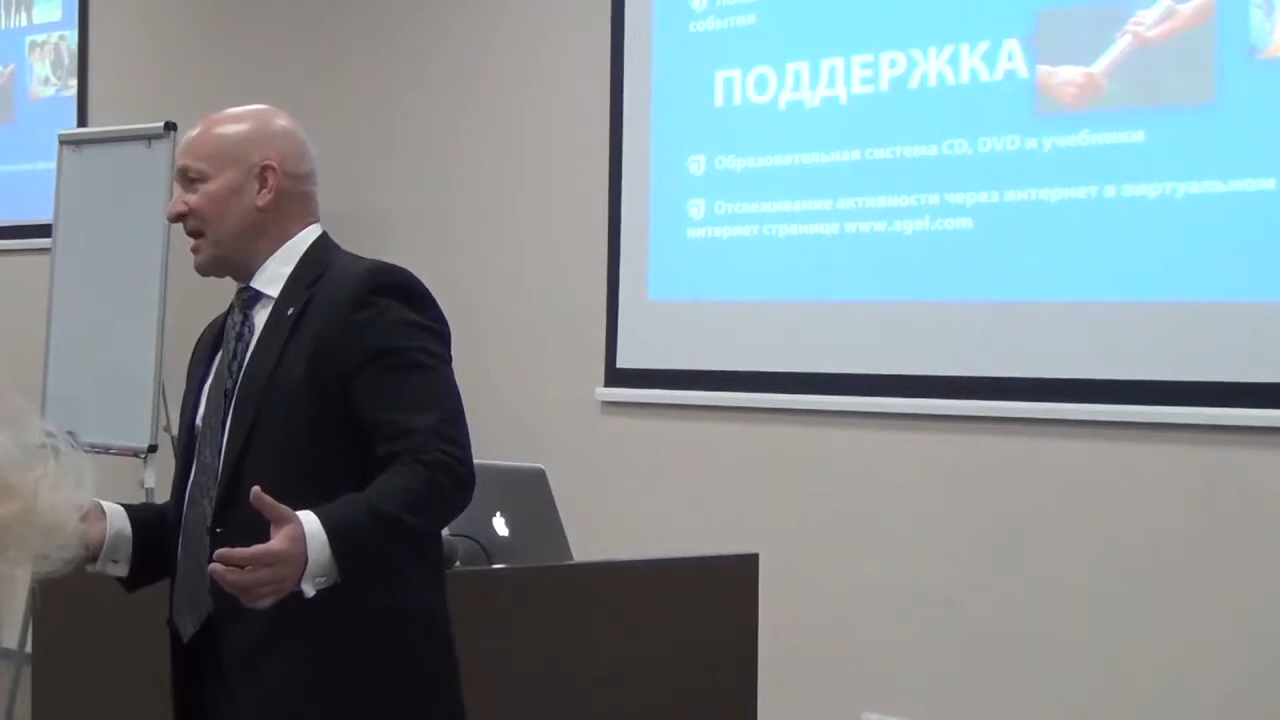 события
ПОДДЕРЖКА
Образовательная система CD, DVD и учебники
Отслеживание активности через интернет в виртуальном
интернет странице www.agel.com